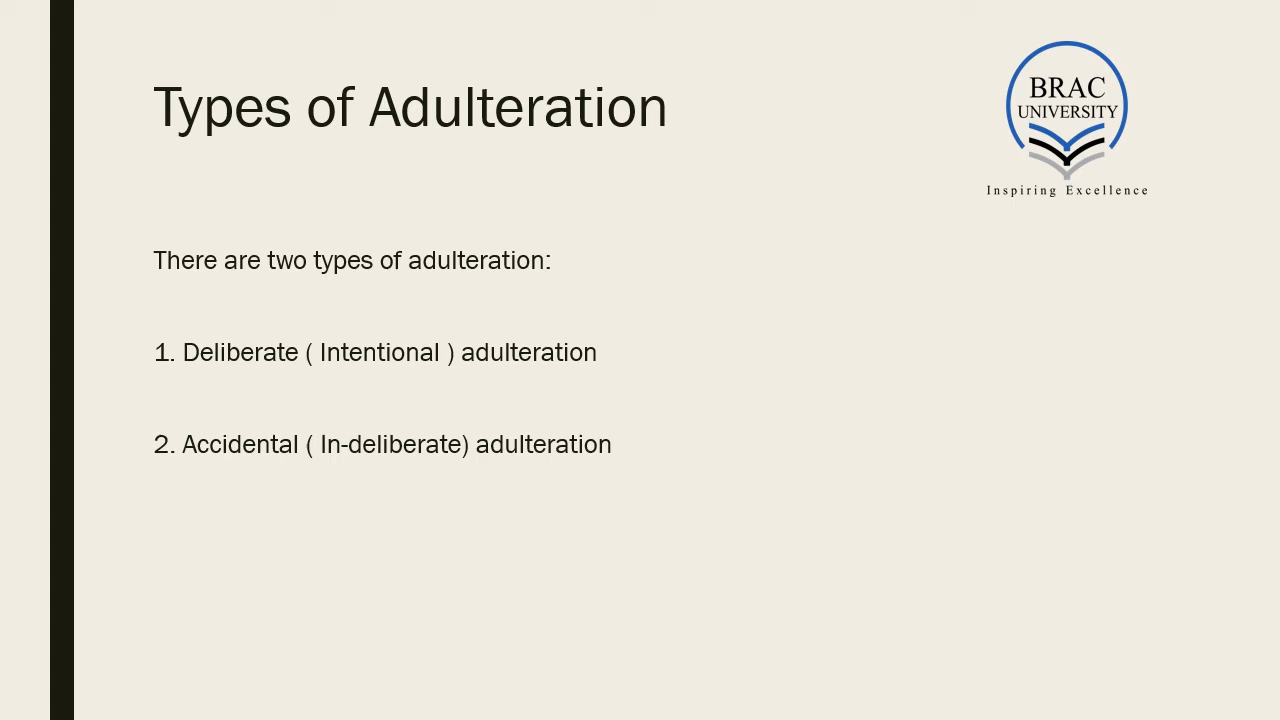 Types of Adulteration
BRAC
UNIVERSITY
Inspiring Excellence
There are two types of adulteration:
1. Deliberate ( Intentional ) adulteration
2. Accidental ( In-deliberate) adulteration